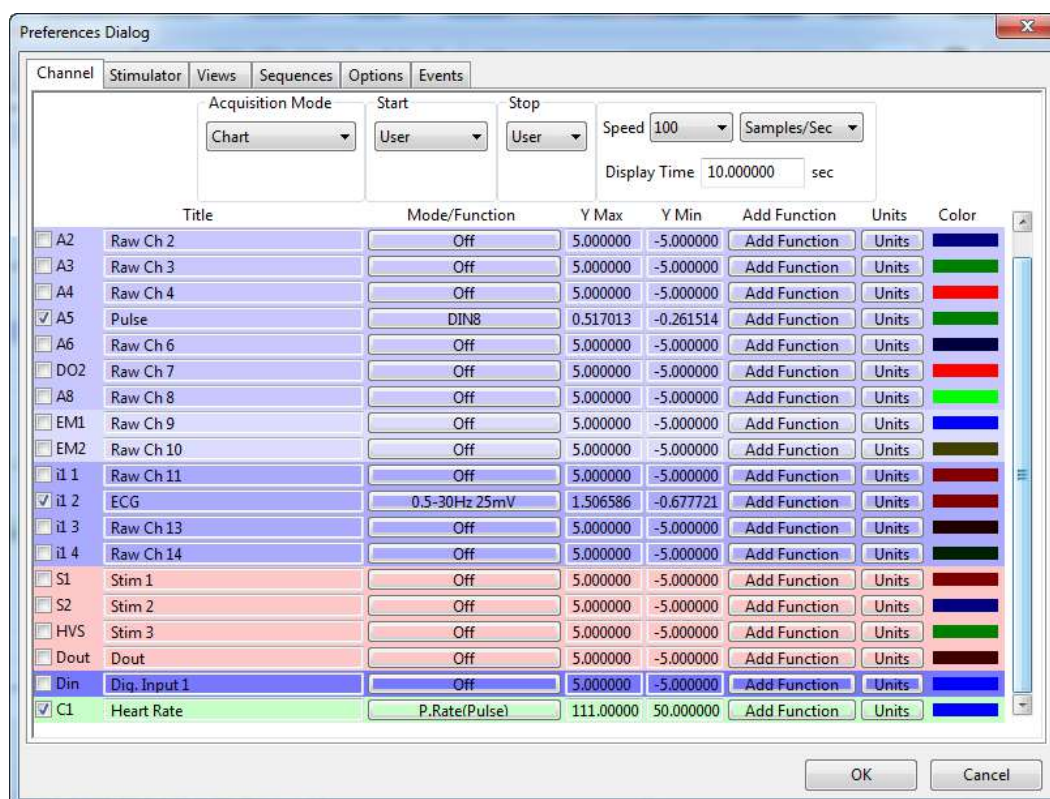 Preferences Dialog
Channel Stimulator Views Sequences Options Events
Acquisition Mode Start Stop
Chart User User Speed 100 Samples/Sec
Display Time 10.000000 sec
Title Mode/Function Y Max Y Min Add Function Units Color
A2 Raw Ch 2 Off 5.000000 -5.000000 Add Function Units
A3 Raw Ch 3 Off 5.000000 -5.000000 Add Function Units
A4 Raw Ch 4 Off 5.000000 -5.000000 Add Function Units
A5 Pulse DIN8 0.517013 -0.261514 Add Function Units
A6 Raw Ch 6 Off 5.000000 -5.000000 Add Function Units
DO2 Raw Ch 7 Off 5.000000 -5.000000 Add Function Units
A8 Raw Ch 8 Off 5.000000 -5.000000 Add Function Units
EM1 Raw Ch 9 Off 5.000000 -5.000000 Add Function Units
EM2 Raw Ch 10 Off 5.000000 -5.000000 Add Function Units
i1 1 Raw Ch 11 Off 5.000000 -5.000000 Add Function Units
i1 2 ECG 0.5-30Hz 25mV 1.506586 -0.677721 Add Function Units
i1 3 Raw Ch 13 Off 5.000000 -5.000000 Add Function Units
i1 4 Raw Ch 14 Off 5.000000 -5.000000 Add Function Units
S1 Stim 1 Off 5.000000 -5.000000 Add Function Units
S2 Stim 2 Off 5.000000 -5.000000 Add Function Units
HVS Stim 3 Off 5.000000 -5.000000 Add Function Units
Dout Dout Off 5.000000 -5.000000 Add Function Units
Din Dig. Input 1 Off 5.000000 -5.000000 Add Function Units
C1 Heart Rate P.Rate(Pulse) 111.00000 50.000000 Add Function Units
OK Cancel